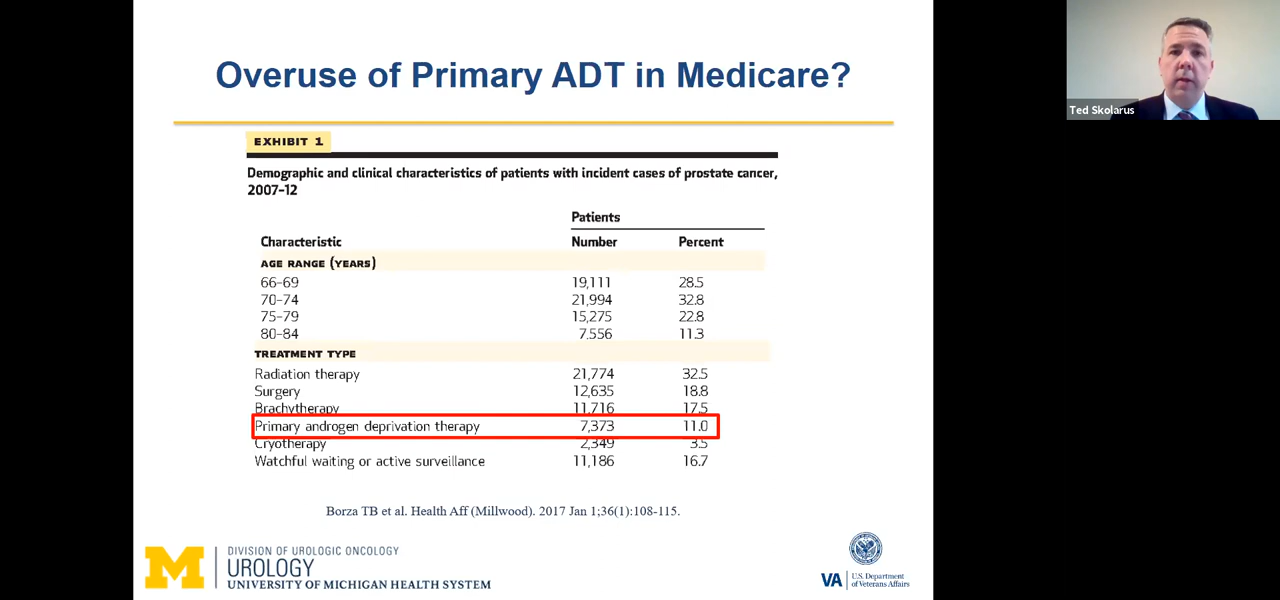 Overuse of Primary ADT in Medicare?
EXHIBIT 1
Demographic and clinical characteristics of patients with incident cases of prostate cancer,
2007–12
Patients
Characteristic Number Percent
AGE RANGE (YEARS)
66–69 19,111 28.5
70–74 21,994 32.8
75–79 15,275 22.8
80–84 7,556 11.3
TREATMENT TYPE
Radiation therapy 21,774 32.5
Surgery 12,635 18.8
Brachytherapy 11,716 17.5
Primary androgen deprivation therapy 7,373 11.0
Cryotherapy 2,349 3.5
Watchful waiting or active surveillance 11,186 16.7
Borza TB et al. Health Aff (Millwood). 2017 Jan 1;36(1):108-115.
M
DIVISION OF UROLOGIC ONCOLOGY
UROLOGY
UNIVERSITY OF MICHIGAN HEALTH SYSTEM
VA
U.S. Department
of Veterans Affairs
Ted Skolarus